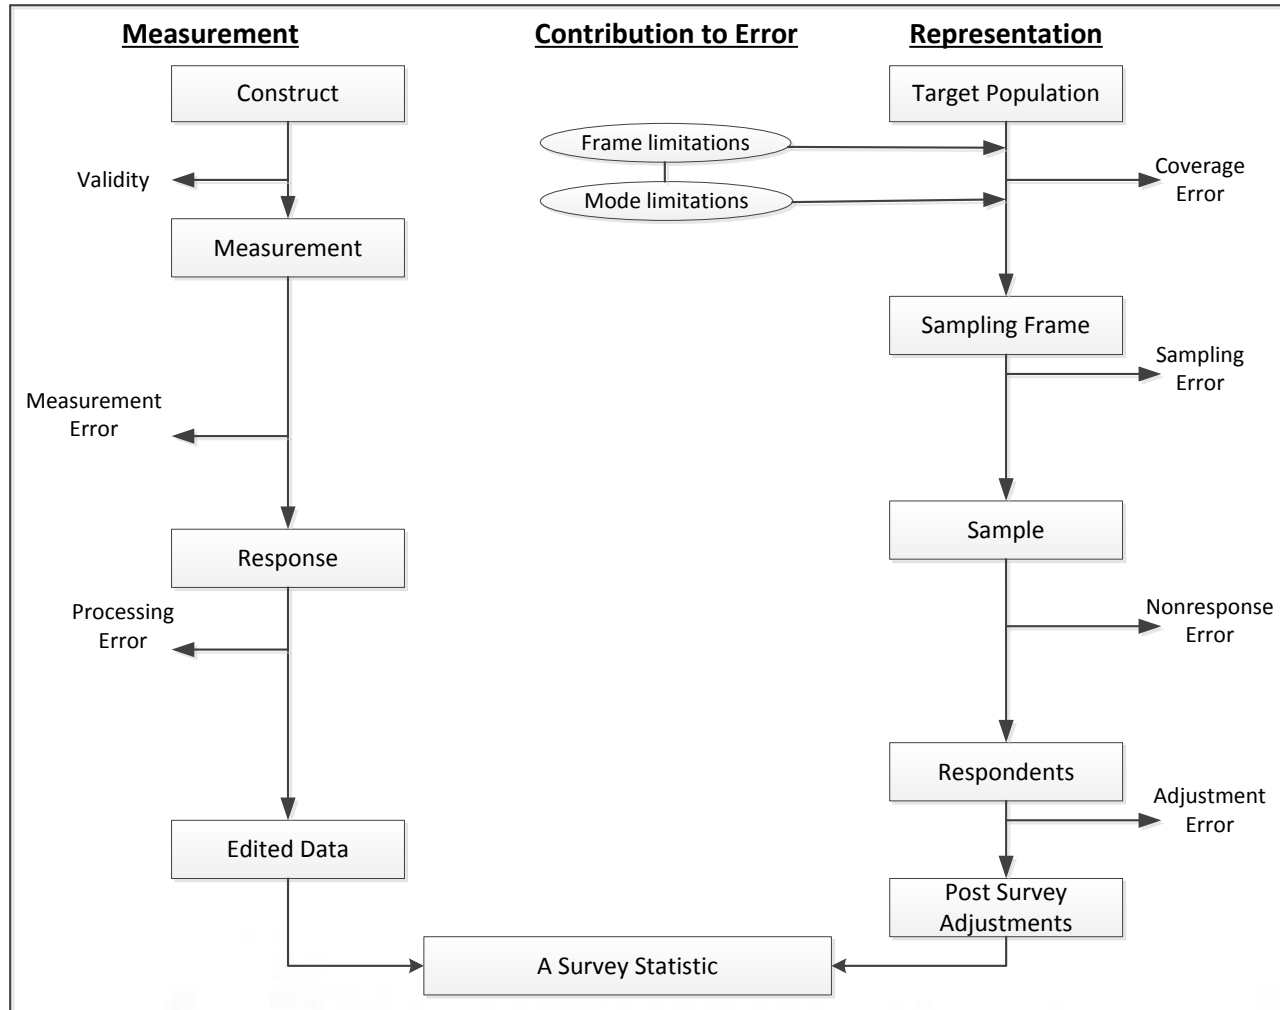 Measurement
Contribution to Error
Representation
Construct
Target Population
Frame limitations
Validity
Coverage
Error
Mode limitations
Measurement
Sampling Frame
Sampling
Error
Measurement
Error
Sample
Response
Processing
Error
Nonresponse
Error
Respondents
Adjustment
Error
Edited Data
Post Survey
Adjustments
A Survey Statistic